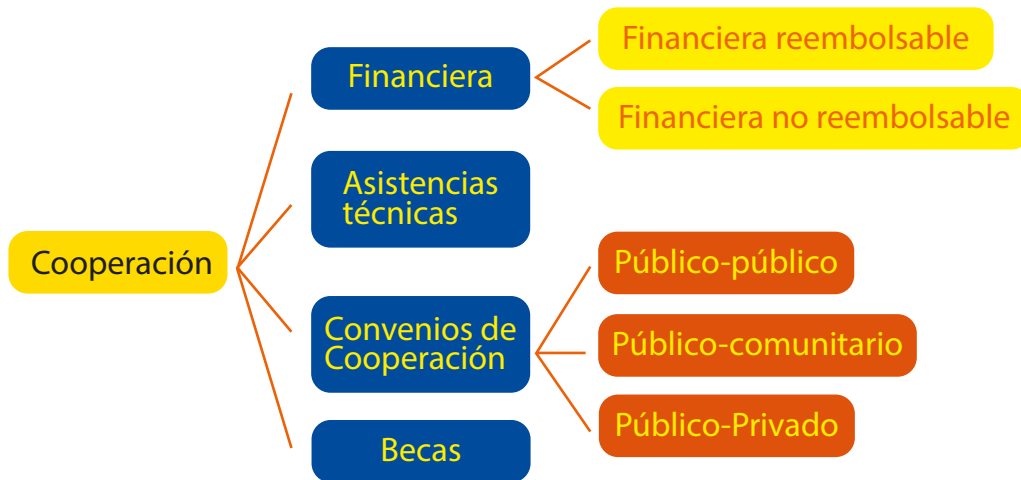 Cooperación
Financiera
Financiera reembolsable
Financiera no reembolsable
Asistencias
técnicas
Convenios de
Cooperación
Público-público
Público-comunitario
Público-Privado
Becas